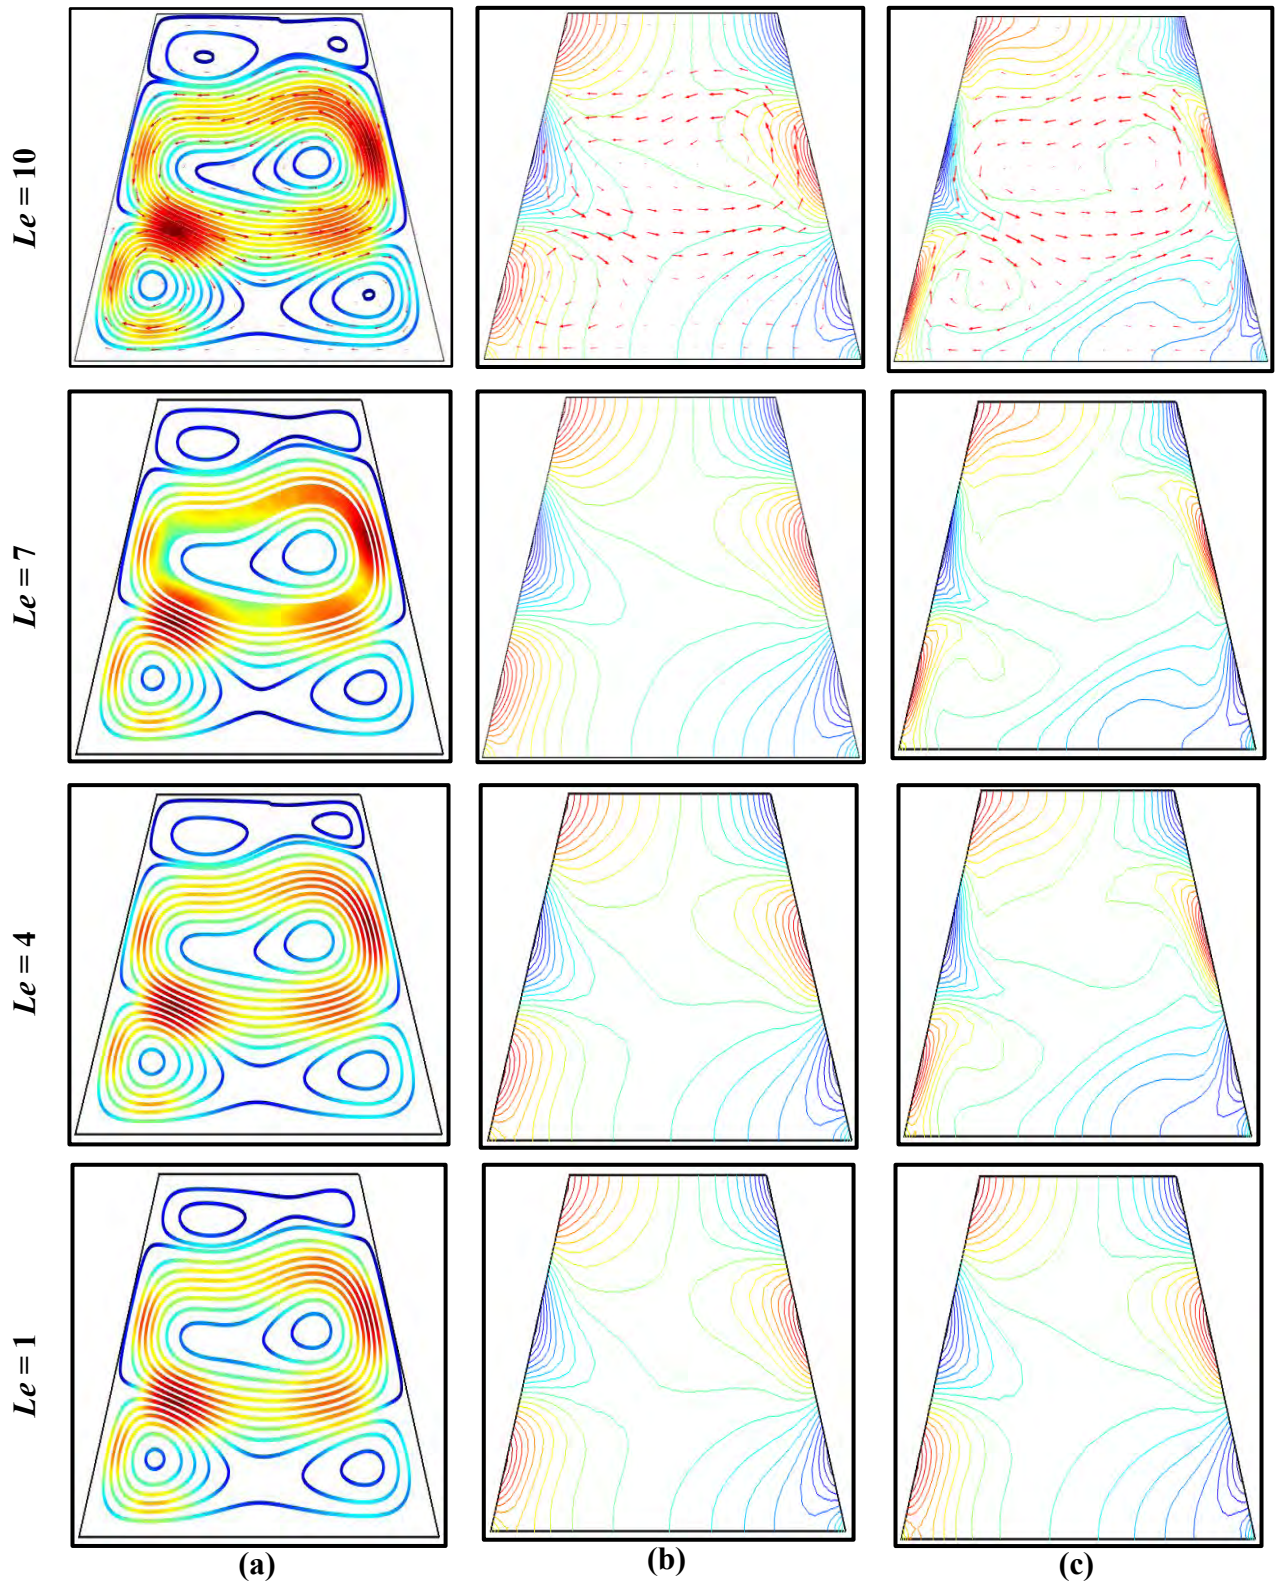 Le = 10
Le = 7
Le = 4
Le = 1
(a)
(b)
(c)